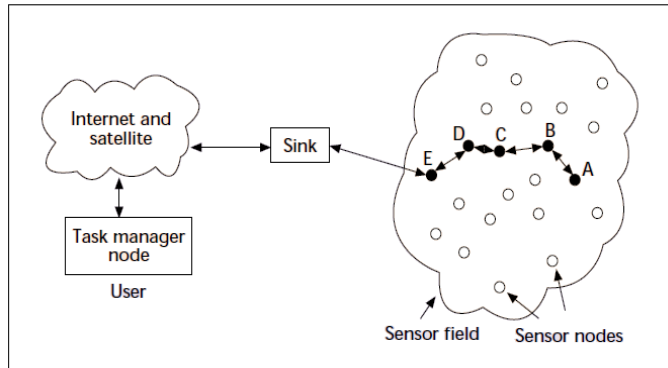 Internet and
satellite
Sink
Task manager
node
User
E
D
C
B
A
Sensor field
Sensor nodes